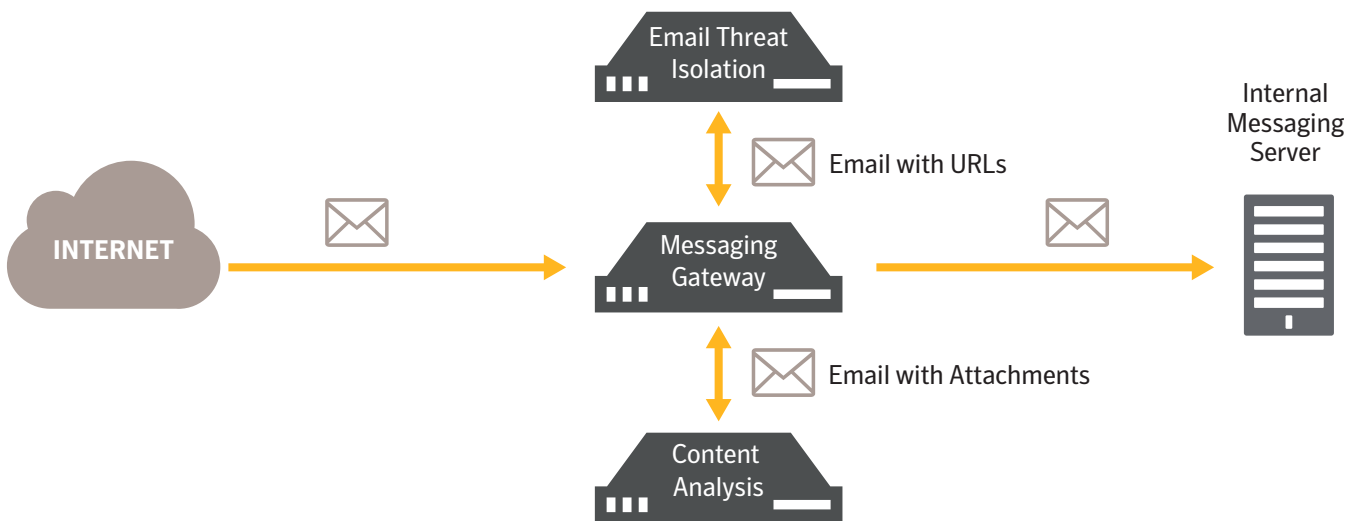 Email Threat
Isolation
Internal
Messaging
Server
Email with URLs
INTERNET
Messaging
Gateway
Email with Attachments
Content
Analysis